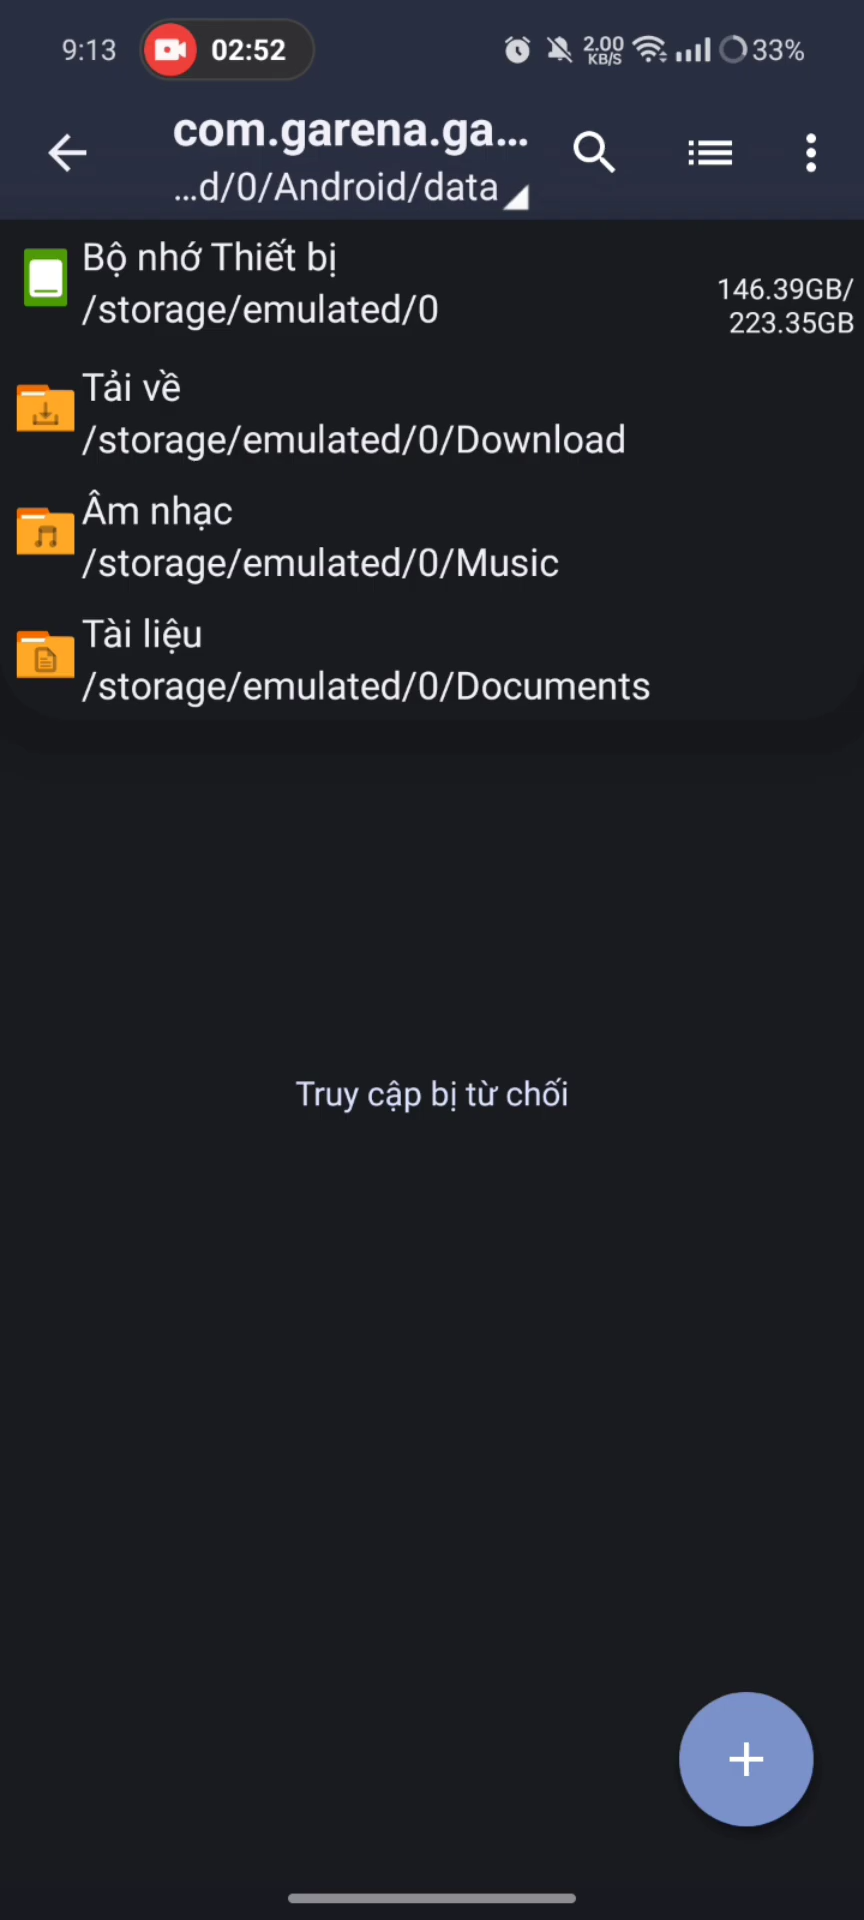 9:13 02:52 2.00 KB/S 33%
com.garena.ga...
...d/0/Android/data
Bộ nhớ Thiết bị
/storage/emulated/0
146.39GB/
223.35GB
Tải về
/storage/emulated/0/Download
Âm nhạc
/storage/emulated/0/Music
Tài liệu
/storage/emulated/0/Documents
Truy cập bị từ chối